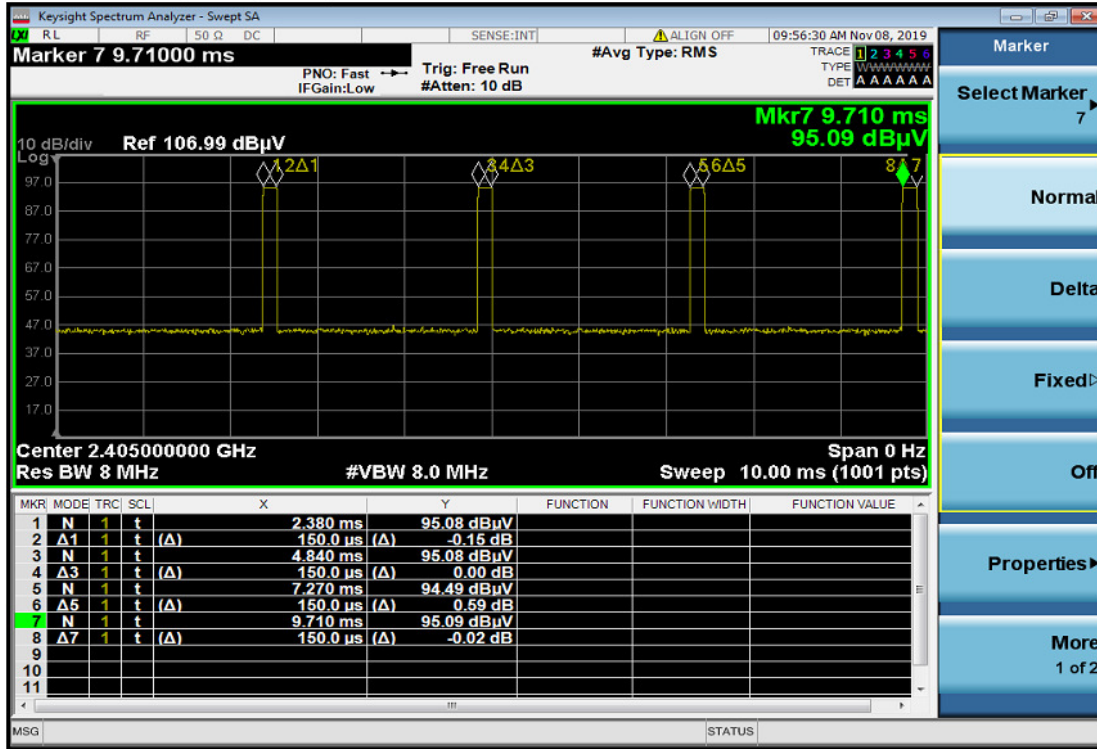 Keysight Spectrum Analyzer - Swept SA
LXI RL RF 50 Ω DC SENSE:INT ALIGN OFF 09:56:30 AM Nov 08, 2019
Marker 7 9.71000 ms
PNO: Fast
IFGain:Low
Trig: Free Run
#Atten: 10 dB
#Avg Type: RMS
TRACE 1 2 3 4 5 6
TYPE WWWWWW
DET A A A A A A
Mkr7 9.710 ms
95.09 dBµV
10 dB/div Ref 106.99 dBµV
Log
1 2Δ1 3 4Δ3 5 6Δ5 8Δ7
97.0
87.0
77.0
67.0
57.0
47.0
37.0
27.0
17.0
Center 2.405000000 GHz Span 0 Hz
Res BW 8 MHz #VBW 8.0 MHz Sweep 10.00 ms (1001 pts)
MKR MODE TRC SCL X Y FUNCTION FUNCTION WIDTH FUNCTION VALUE
1 N 1 t 2.380 ms 95.08 dBµV
2 Δ1 1 t (Δ) 150.0 µs (Δ) -0.15 dB
3 N 1 t 4.840 ms 95.08 dBµV
4 Δ3 1 t (Δ) 150.0 µs (Δ) 0.00 dB
5 N 1 t 7.270 ms 94.49 dBµV
6 Δ5 1 t (Δ) 150.0 µs (Δ) 0.59 dB
7 N 1 t 9.710 ms 95.09 dBµV
8 Δ7 1 t (Δ) 150.0 µs (Δ) -0.02 dB
9
10
11
MSG STATUS
Marker
Select Marker
7
Normal
Delta
Fixed
Off
Properties
More
1 of 2